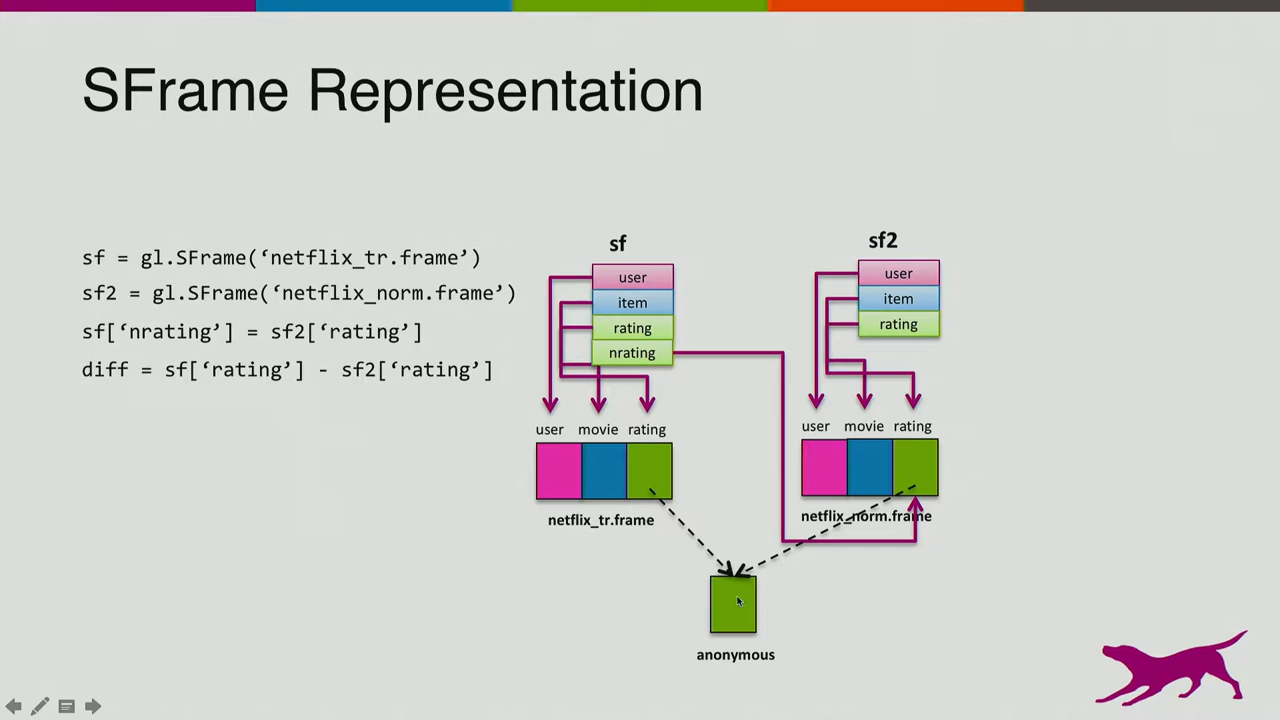 SFrame Representation
sf = gl.SFrame(‘netflix_tr.frame’)
sf2 = gl.SFrame(‘netflix_norm.frame’)
sf[‘nrating’] = sf2[‘rating’]
diff = sf[‘rating’] - sf2[‘rating’]
sf
user
item
rating
nrating
user movie rating
netflix_tr.frame
sf2
user
item
rating
user movie rating
netflix_norm.frame
anonymous